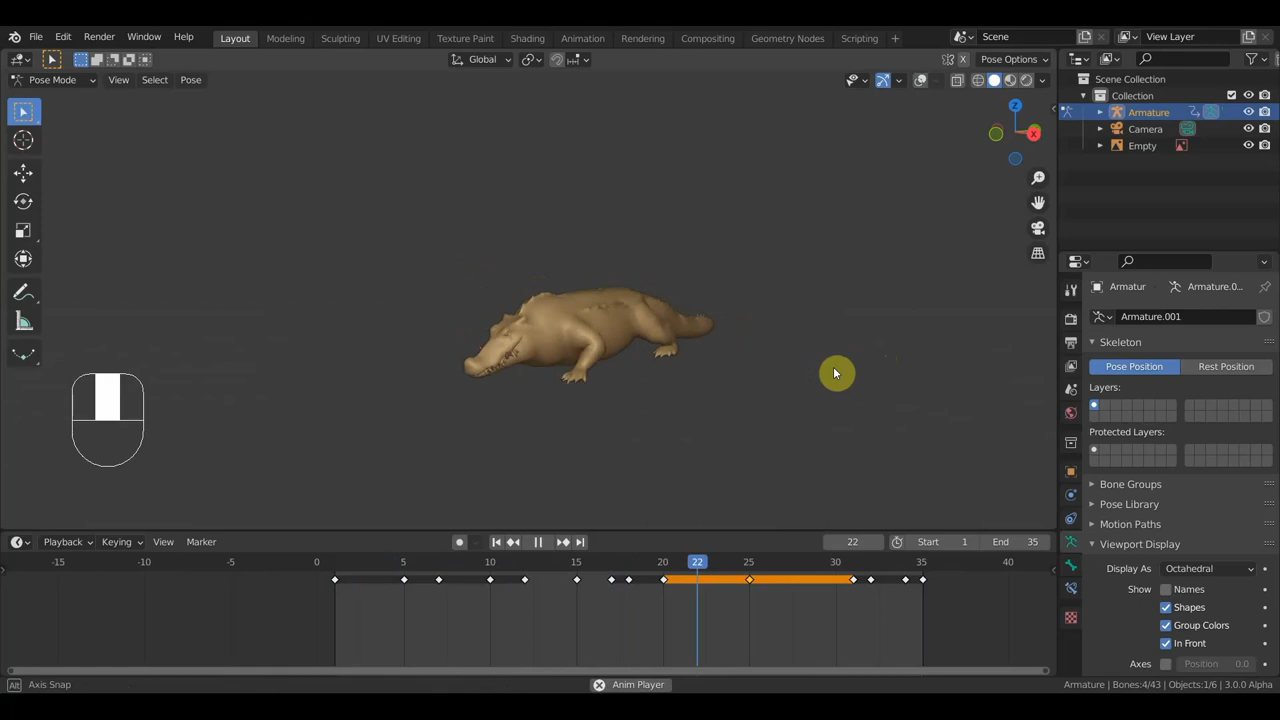 File Edit Render Window Help Layout Modeling Sculpting UV Editing Texture Paint Shading Animation Rendering Compositing Geometry Nodes Scripting + Scene View Layer
Global Pose Options
Pose Mode View Select Pose
Scene Collection
Collection
Armature
Camera
Empty
Z
X
Armatur Armature.0...
Armature.001
Skeleton
Pose Position Rest Position
Layers:
Protected Layers:
Bone Groups
Pose Library
Motion Paths
Viewport Display
Display As Octahedral
Show Names
Shapes
Group Colors
In Front
Axes Position 0.0
Playback Keying View Marker 22 Start 1 End 35
-15 -10 -5 0 5 10 15 20 22 25 30 35 40
Alt Axis Snap Anim Player Armature | Bones:4/43 | Objects:1/6 | 3.0.0 Alpha